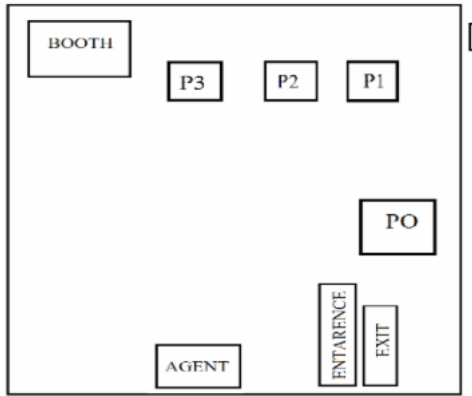 BOOTH
P3
P2
P1
PO
ENTARENCE
EXIT
AGENT